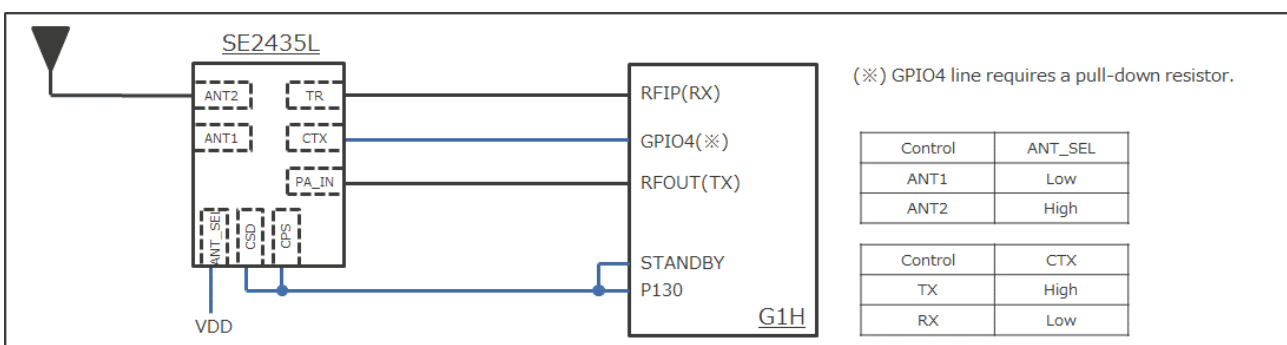 SE2435L
ANT2
TR
ANT1
CTX
PA_IN
ANT_SEL
CSD
CPS
VDD
RFIP(RX)
GPIO4(※)
RFOUT(TX)
STANDBY
P130
G1H
(※) GPIO4 line requires a pull-down resistor.
Control ANT_SEL
ANT1 Low
ANT2 High
Control CTX
TX High
RX Low